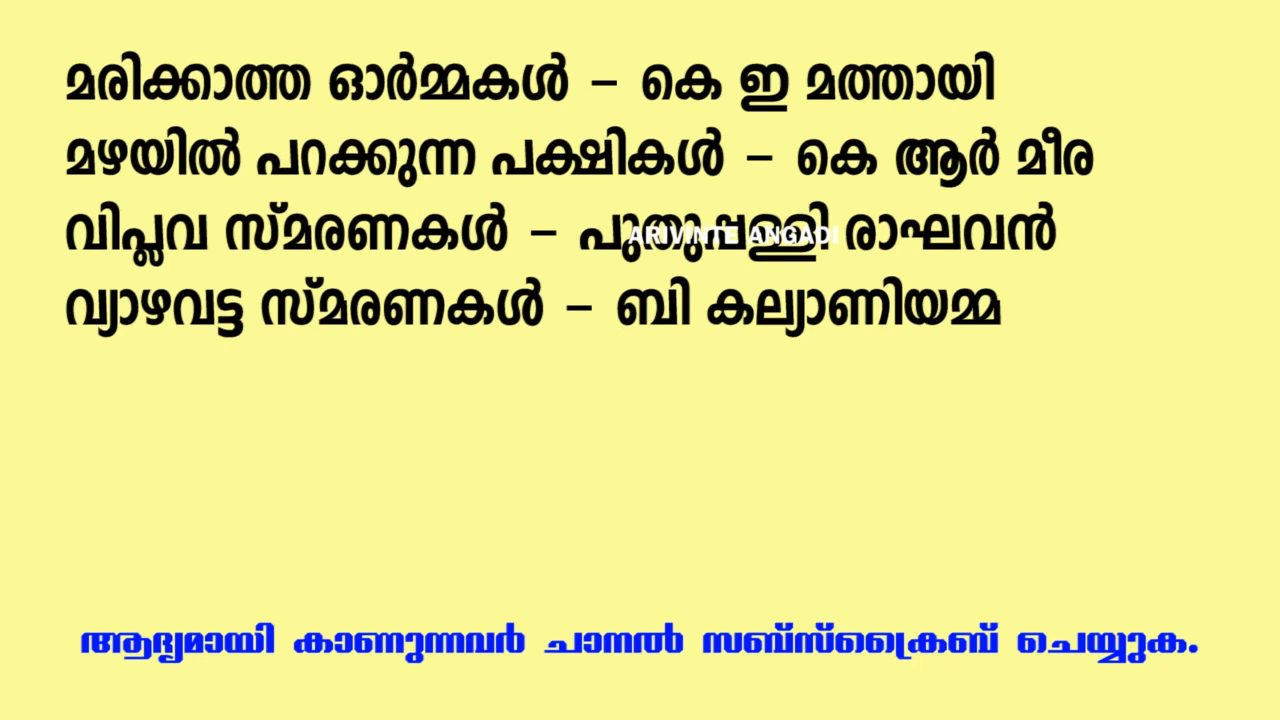 മരിക്കാത്ത ഓർമ്മകൾ – കെ ഇ മത്തായി
മഴയിൽ പറക്കുന്ന പക്ഷികൾ – കെ ആർ മീര
വിപ്ലവ സ്മരണകൾ – പുതുപ്പള്ളി രാഘവൻ
ARIVINTE ANGADI
വ്യാഴവട്ട സ്മരണകൾ – ബി കല്യാണിയമ്മ
ആദ്യമായി കാണുന്നവർ ചാനൽ സബ്സ്ക്രൈബ് ചെയ്യുക.